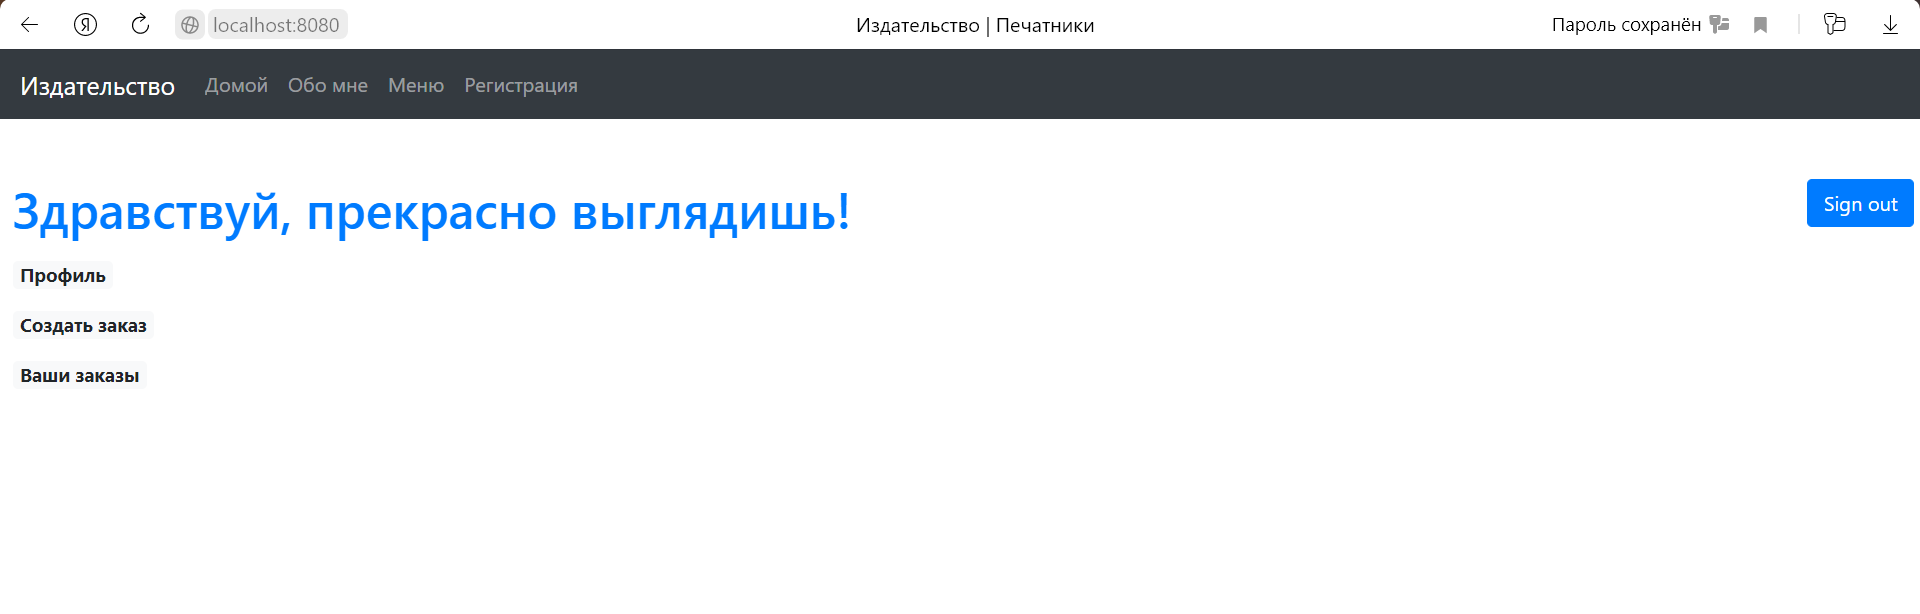 localhost:8080 Издательство | Печатники Пароль сохранён
Издательство Домой Обо мне Меню Регистрация
Здравствуй, прекрасно выглядишь! Sign out
Профиль
Создать заказ
Ваши заказы